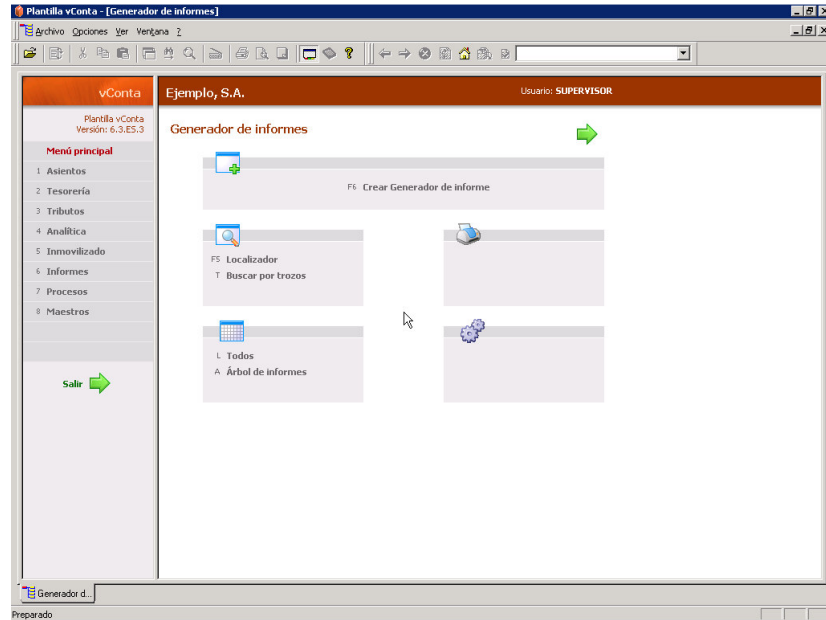 Plantilla vConta - [Generador de informes]
Archivo Opciones Ver Ventana ?
vConta
Ejemplo, S.A.
Usuario: SUPERVISOR
Plantilla vConta
Versión: 6.3.E5.3
Generador de informes
Menú principal
1 Asientos
2 Tesorería
3 Tributos
4 Analítica
5 Inmovilizado
6 Informes
7 Procesos
8 Maestros
Salir
F6 Crear Generador de informe
F5 Localizador
T Buscar por trozos
L Todos
A Árbol de informes
Generador d...
Preparado